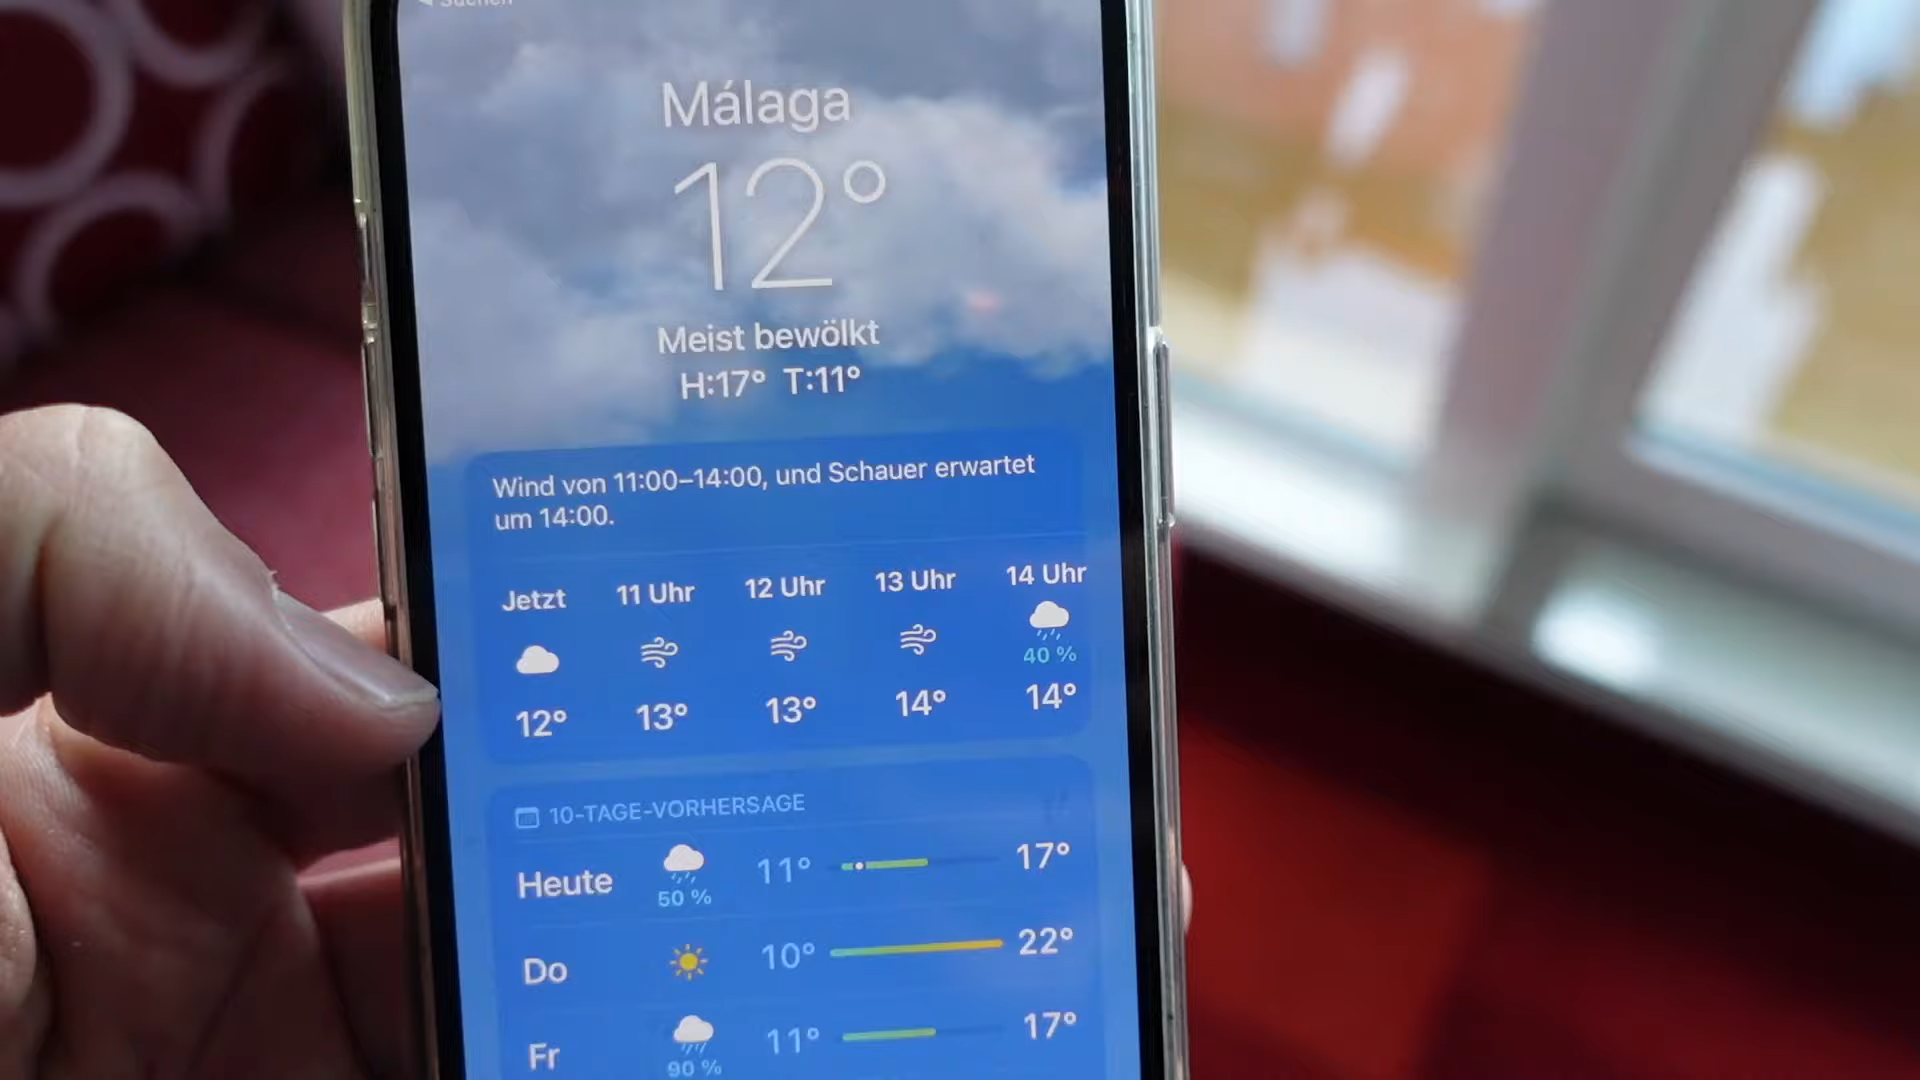 Suchen
Málaga
12°
Meist bewölkt
H:17° T:11°
Wind von 11:00–14:00, und Schauer erwartet
um 14:00.
Jetzt 11 Uhr 12 Uhr 13 Uhr 14 Uhr
40 %
12° 13° 13° 14° 14°
10-TAGE-VORHERSAGE
Heute 11° 17°
50 %
Do 10° 22°
Fr 11° 17°
90 %